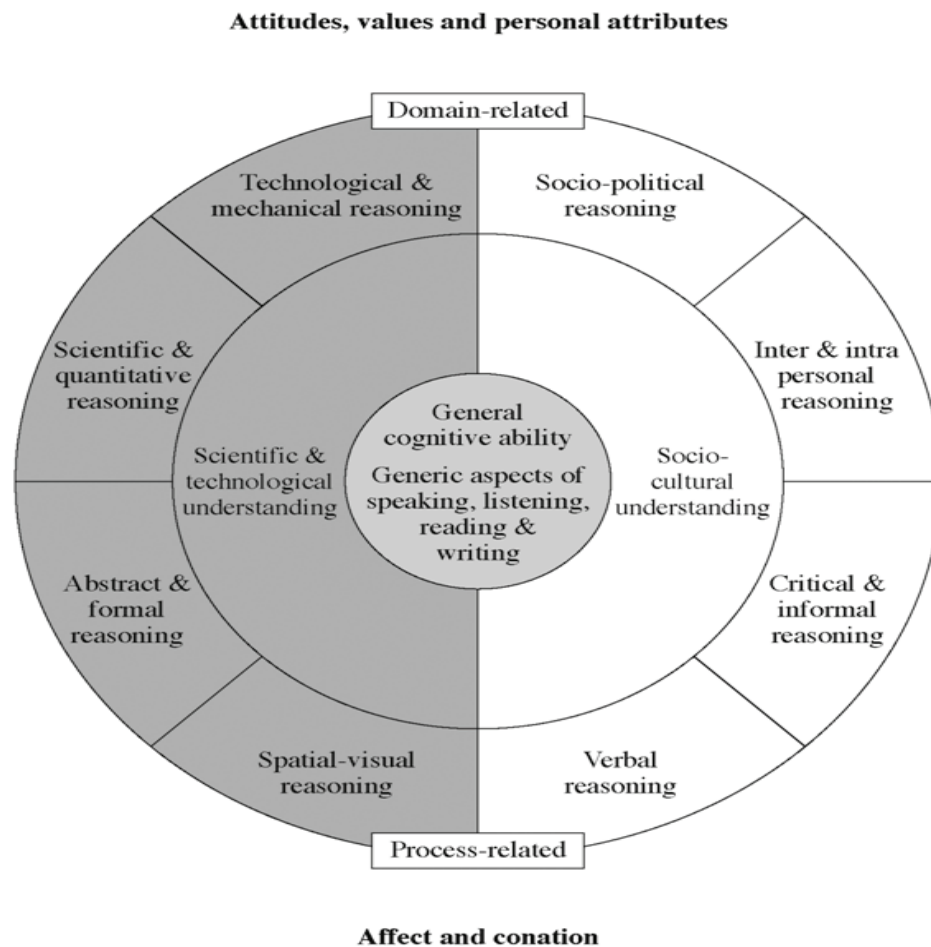 Attitudes, values and personal attributes
Domain-related
Technological &
mechanical reasoning
Socio-political
reasoning
Scientific &
quantitative
reasoning
Inter & intra
personal
reasoning
General
cognitive ability
Generic aspects of
speaking, listening,
reading &
writing
Scientific &
technological
understanding
Socio-
cultural
understanding
Abstract &
formal
reasoning
Critical &
informal
reasoning
Spatial-visual
reasoning
Verbal
reasoning
Process-related
Affect and conation